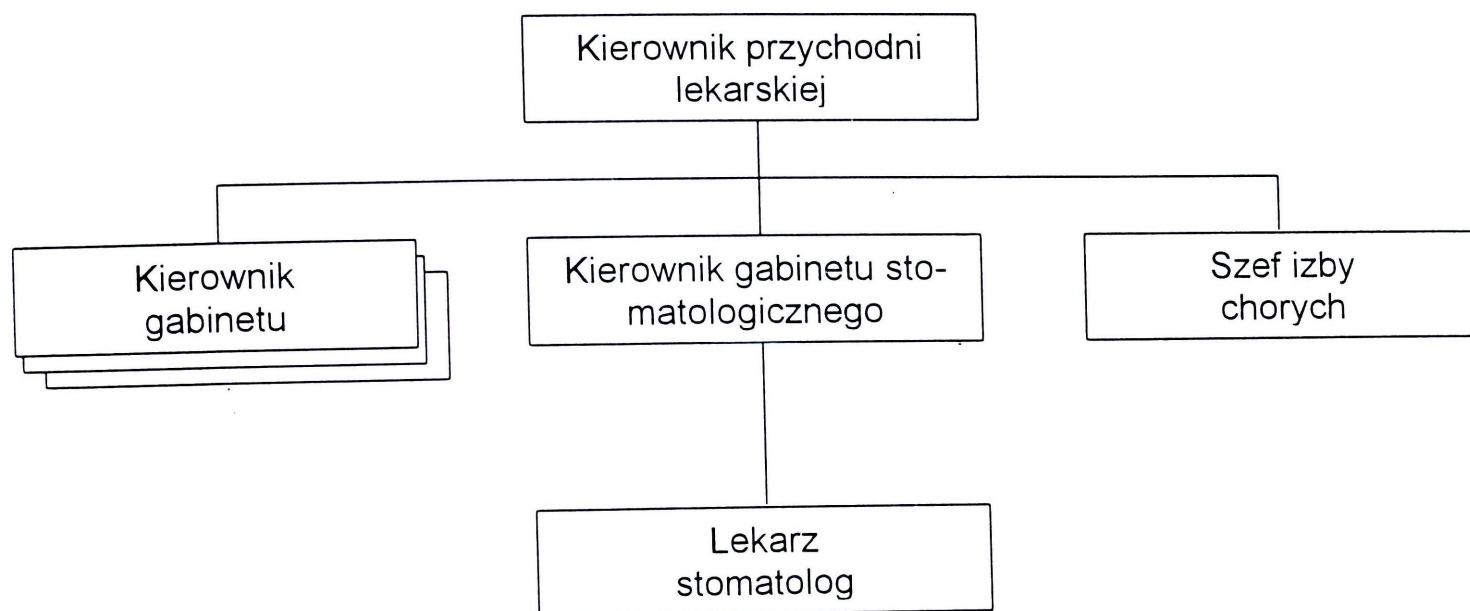 Kierownik przychodni
lekarskiej
Kierownik
gabinetu
Kierownik gabinetu sto-
matologicznego
Szef izby
chorych
Lekarz
stomatolog